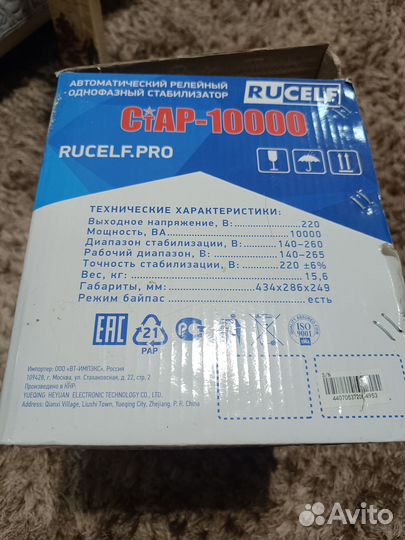 АВТОМАТИЧЕСКИЙ РЕЛЕЙНЫЙ
ОДНОФАЗНЫЙ СТАБИЛИЗАТОР
RUCELF
СтАР-10000
RUCELF.PRO
ТЕХНИЧЕСКИЕ ХАРАКТЕРИСТИКИ:
Выходное напряжение, В: 220
Мощность, ВА 10000
Диапазон стабилизации, В: 140-260
Рабочий диапазон, В: 140-265
Точность стабилизации, В: 220 ±6%
Вес, кг: 15,6
Габариты, мм: 434х286х249
Режим байпас есть
EAC
21
PAP
ISO
9001
Импортер: ООО «ВТ-ИМПЭКС», Россия
109428, г. Москва, ул. Стахановская, д. 22, стр. 2
Произведено в КНР:
YUEQING HEYUAN ELECTRONIC TECHNOLOGY CO., LTD.
Address: Qianxi Village, Liushi Town, Yueqing City, Zhejiang, P. R. China
S/N
Avito